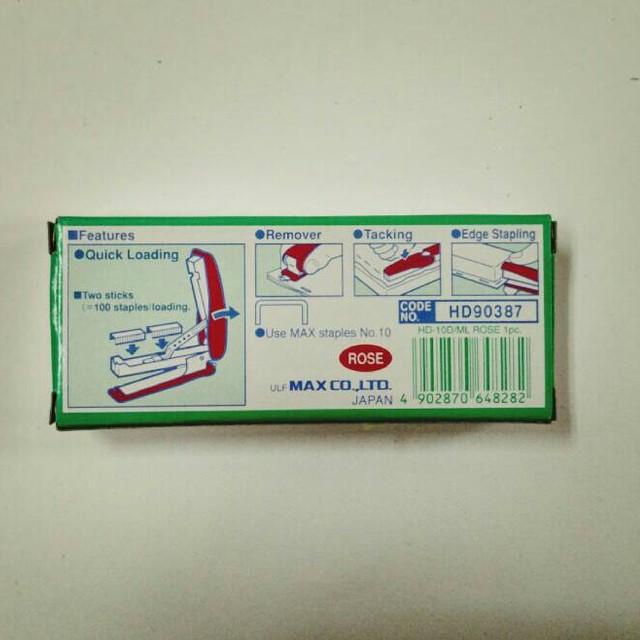 ■Features
●Quick Loading
■Two sticks
(=100 staples/loading.
●Remover
●Tacking
●Edge Stapling
●Use MAX staples No.10
ROSE
ULF MAX CO.,LTD.
JAPAN
CODE NO. HD90387
HD-10D/ML ROSE 1pc.
4 902870 648282